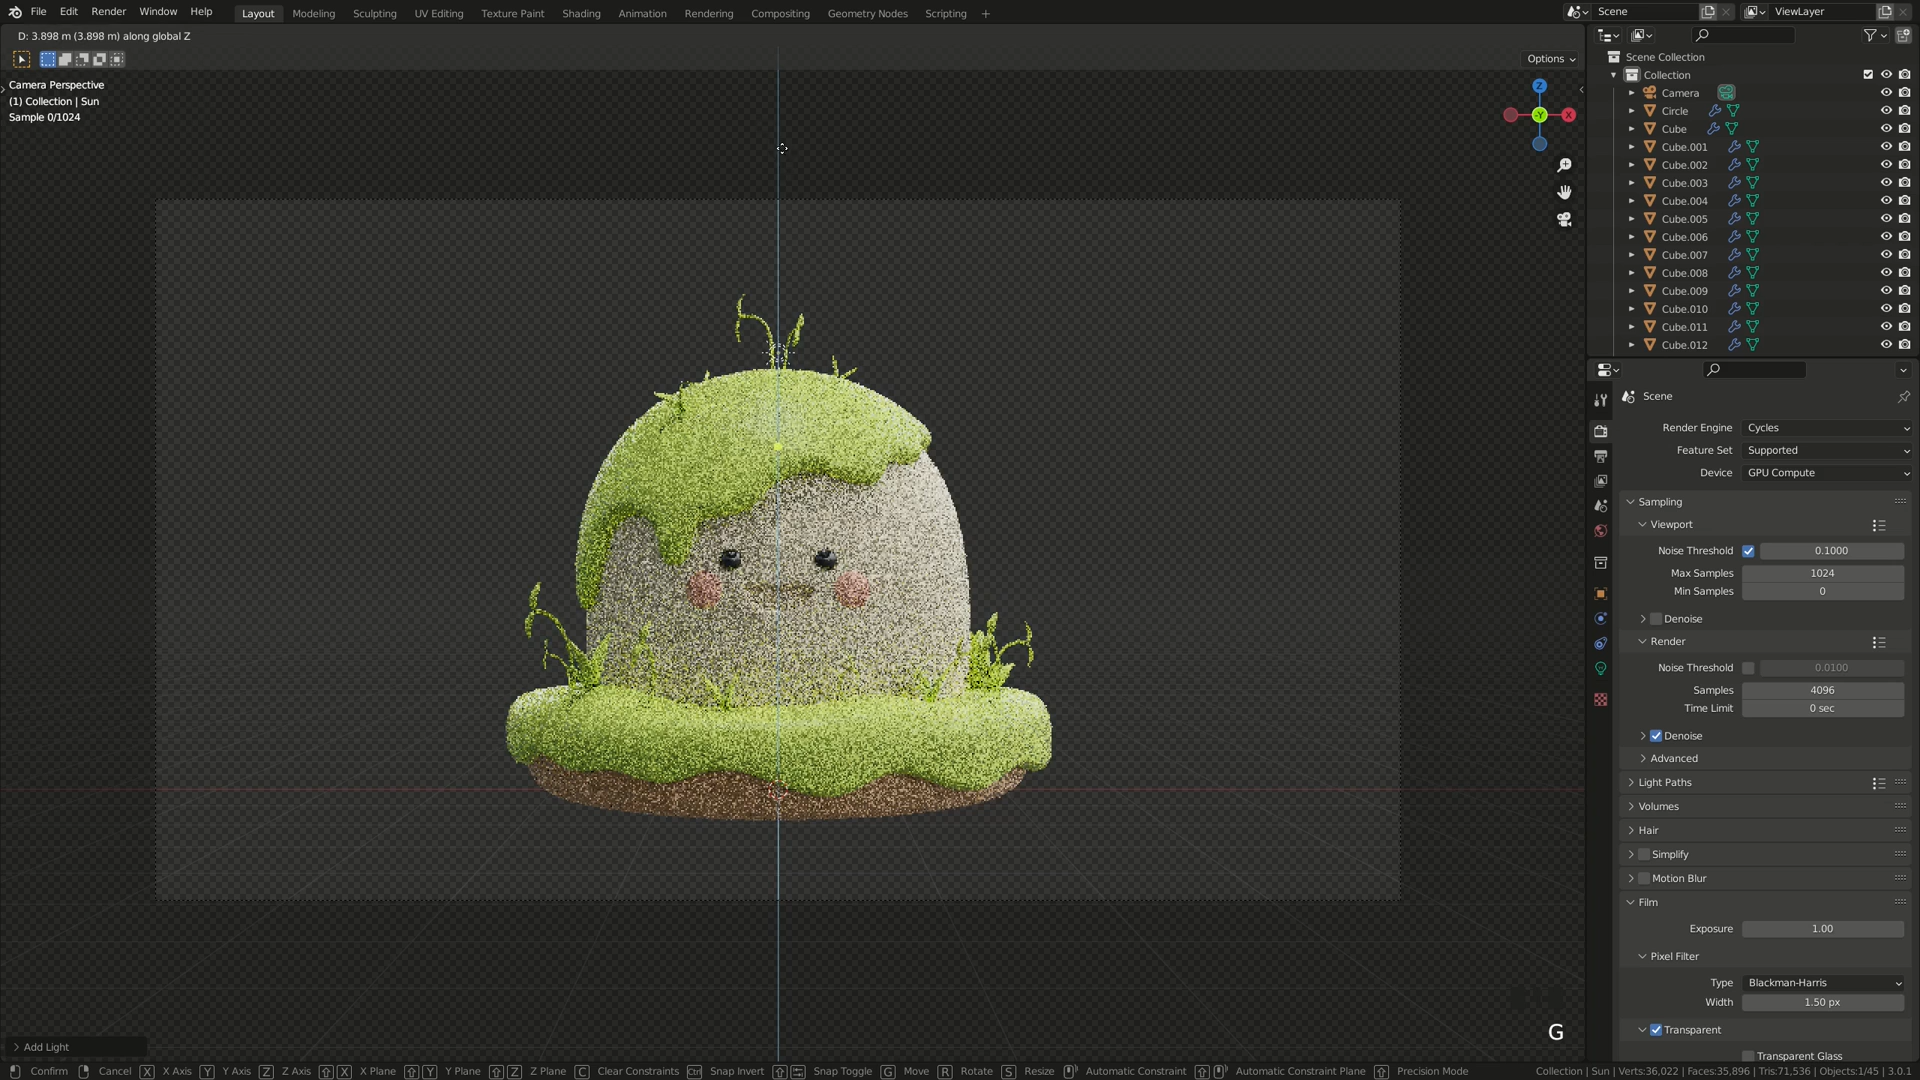 File Edit Render Window Help Layout Modeling Sculpting UV Editing Texture Paint Shading Animation Rendering Compositing Geometry Nodes Scripting + Scene ViewLayer
D: 3.898 m (3.898 m) along global Z
Options
Camera Perspective
(1) Collection | Sun
Sample 0/1024
Z
-Y
X
Scene Collection
Collection
Camera
Circle
Cube
Cube.001
Cube.002
Cube.003
Cube.004
Cube.005
Cube.006
Cube.007
Cube.008
Cube.009
Cube.010
Cube.011
Cube.012
Scene
Render Engine Cycles
Feature Set Supported
Device GPU Compute
Sampling
Viewport
Noise Threshold 0.1000
Max Samples 1024
Min Samples 0
Denoise
Render
Noise Threshold 0.0100
Samples 4096
Time Limit 0 sec
Denoise
Advanced
Light Paths
Volumes
Hair
Simplify
Motion Blur
Film
Exposure 1.00
Pixel Filter
Type Blackman-Harris
Width 1.50 px
Transparent
Transparent Glass
G
Add Light
Confirm Cancel X X Axis Y Y Axis Z Z Axis X X Plane Y Y Plane Z Z Plane C Clear Constraints Ctrl Snap Invert Snap Toggle G Move R Rotate S Resize Automatic Constraint Automatic Constraint Plane Precision Mode Collection | Sun | Verts:36,022 | Faces:35,896 | Tris:71,536 | Objects:1/45 | 3.0.1